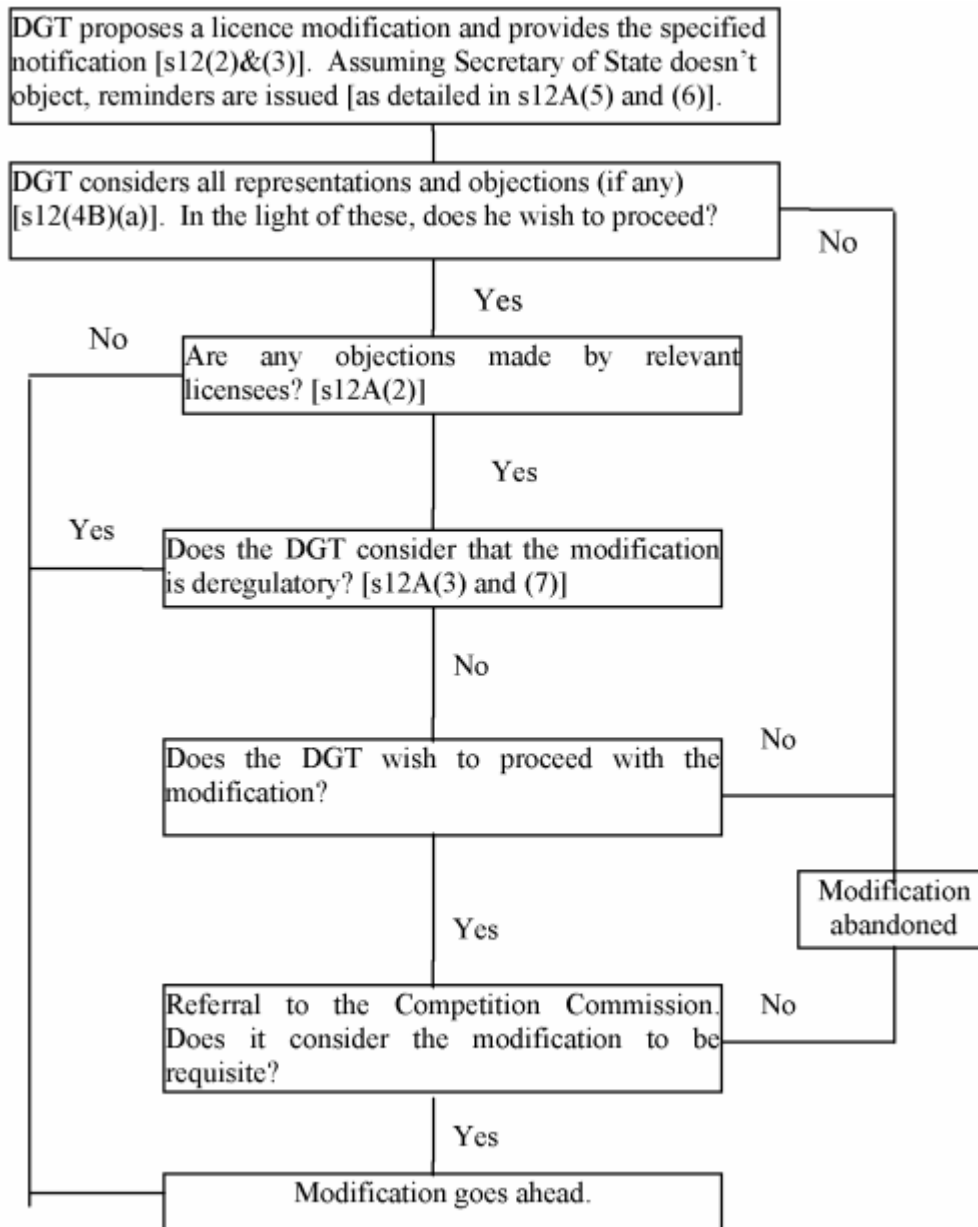 DGT proposes a licence modification and provides the specified
notification [s12(2)&(3)].  Assuming Secretary of State doesn't
object, reminders are issued [as detailed in s12A(5) and (6)].
DGT considers all representations and objections (if any)
[s12(4B)(a)].  In the light of these, does he wish to proceed?
No
Yes
No
Are any objections made by relevant
licensees? [s12A(2)]
Yes
Yes
Does the DGT consider that the modification
is deregulatory? [s12A(3) and (7)]
No
Does the DGT wish to proceed with the
modification?
No
Modification
abandoned
Yes
Referral to the Competition Commission.
Does it consider the modification to be
requisite?
No
Yes
Modification goes ahead.